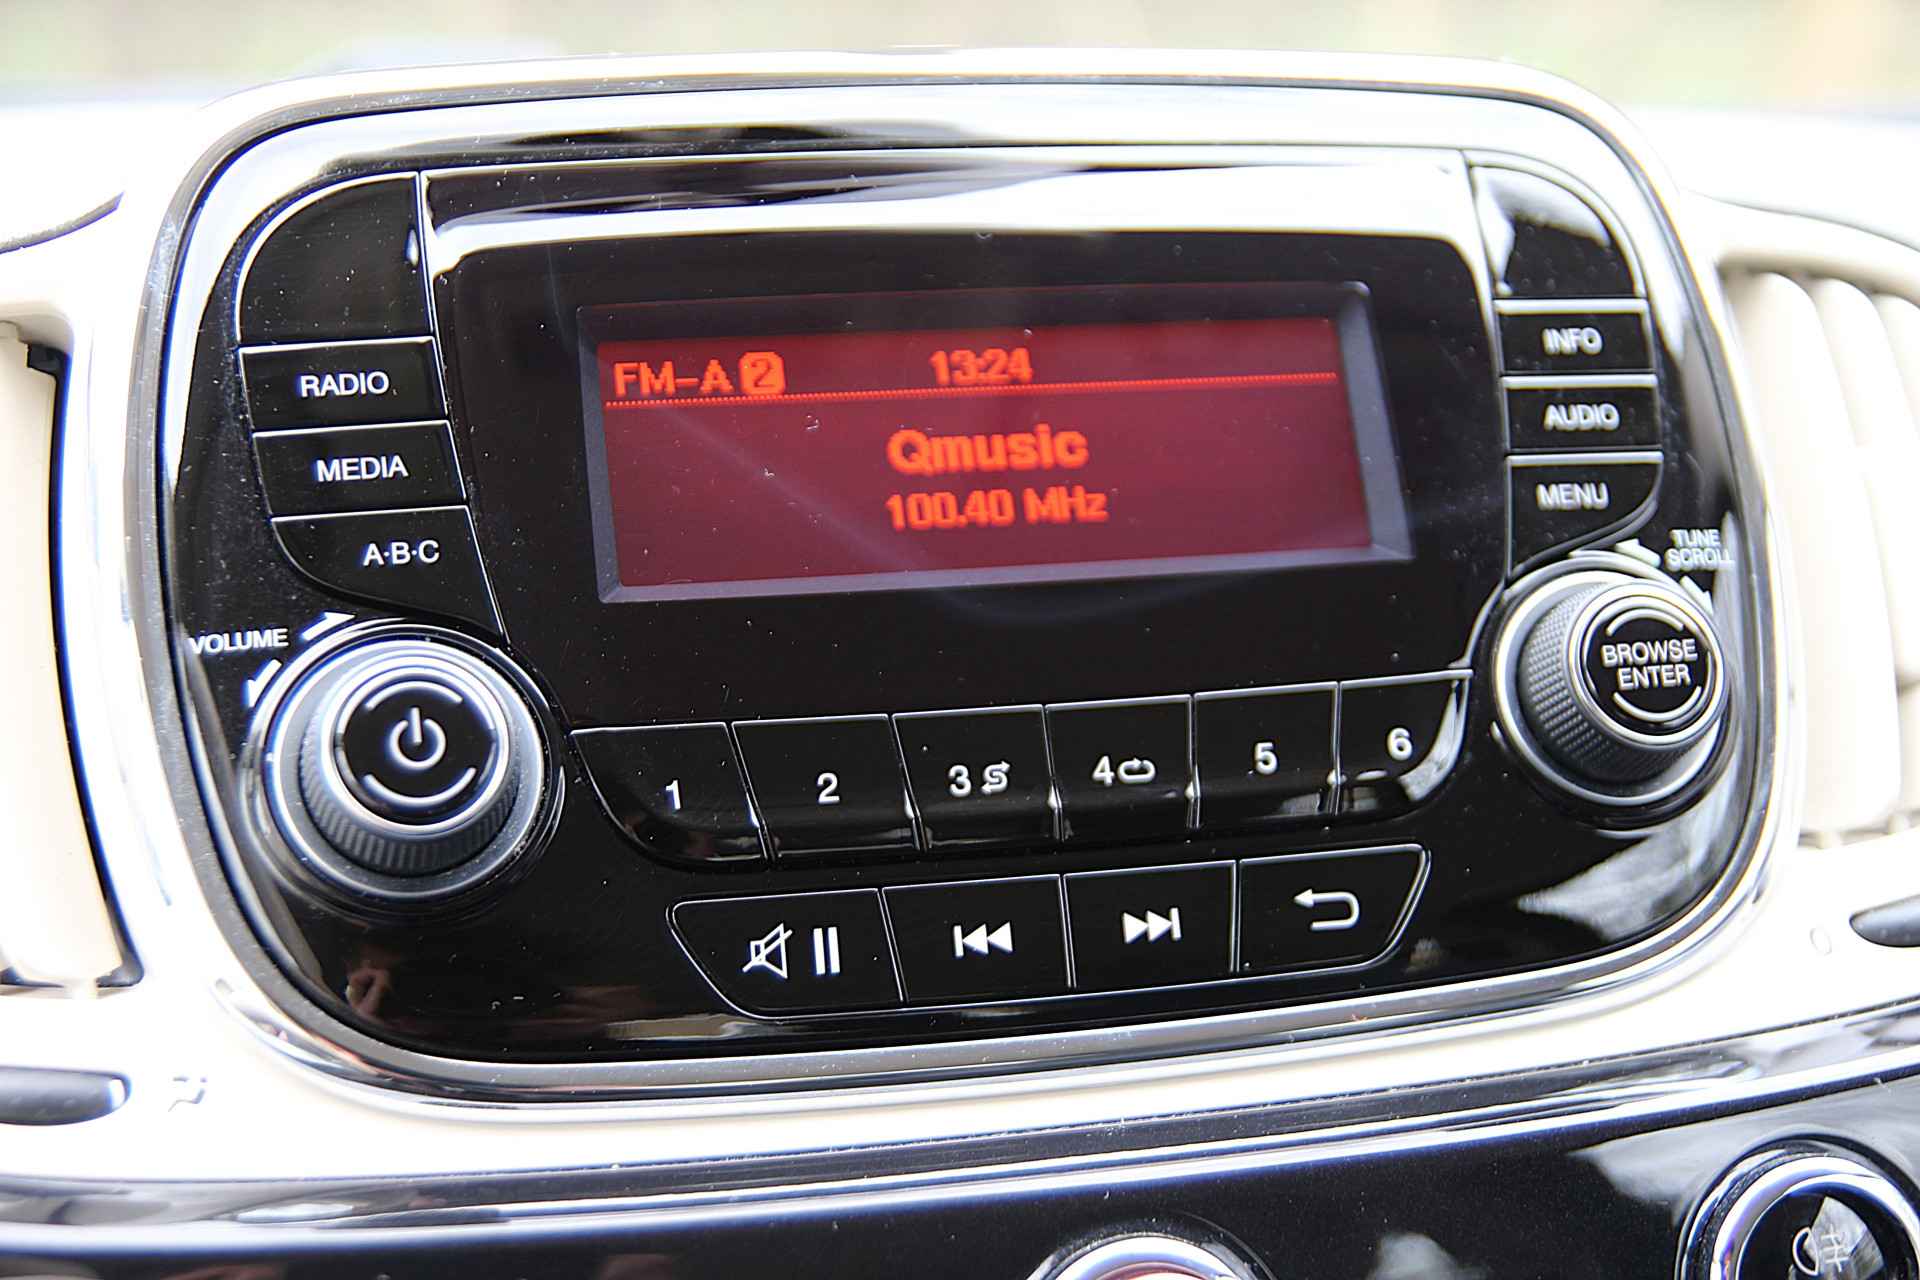 FM-A 2 13:24
Qmusic
100.40 MHz
RADIO
MEDIA
A·B·C
VOLUME
INFO
AUDIO
MENU
TUNE
SCROLL
BROWSE
ENTER
1 2 3 4 5 6